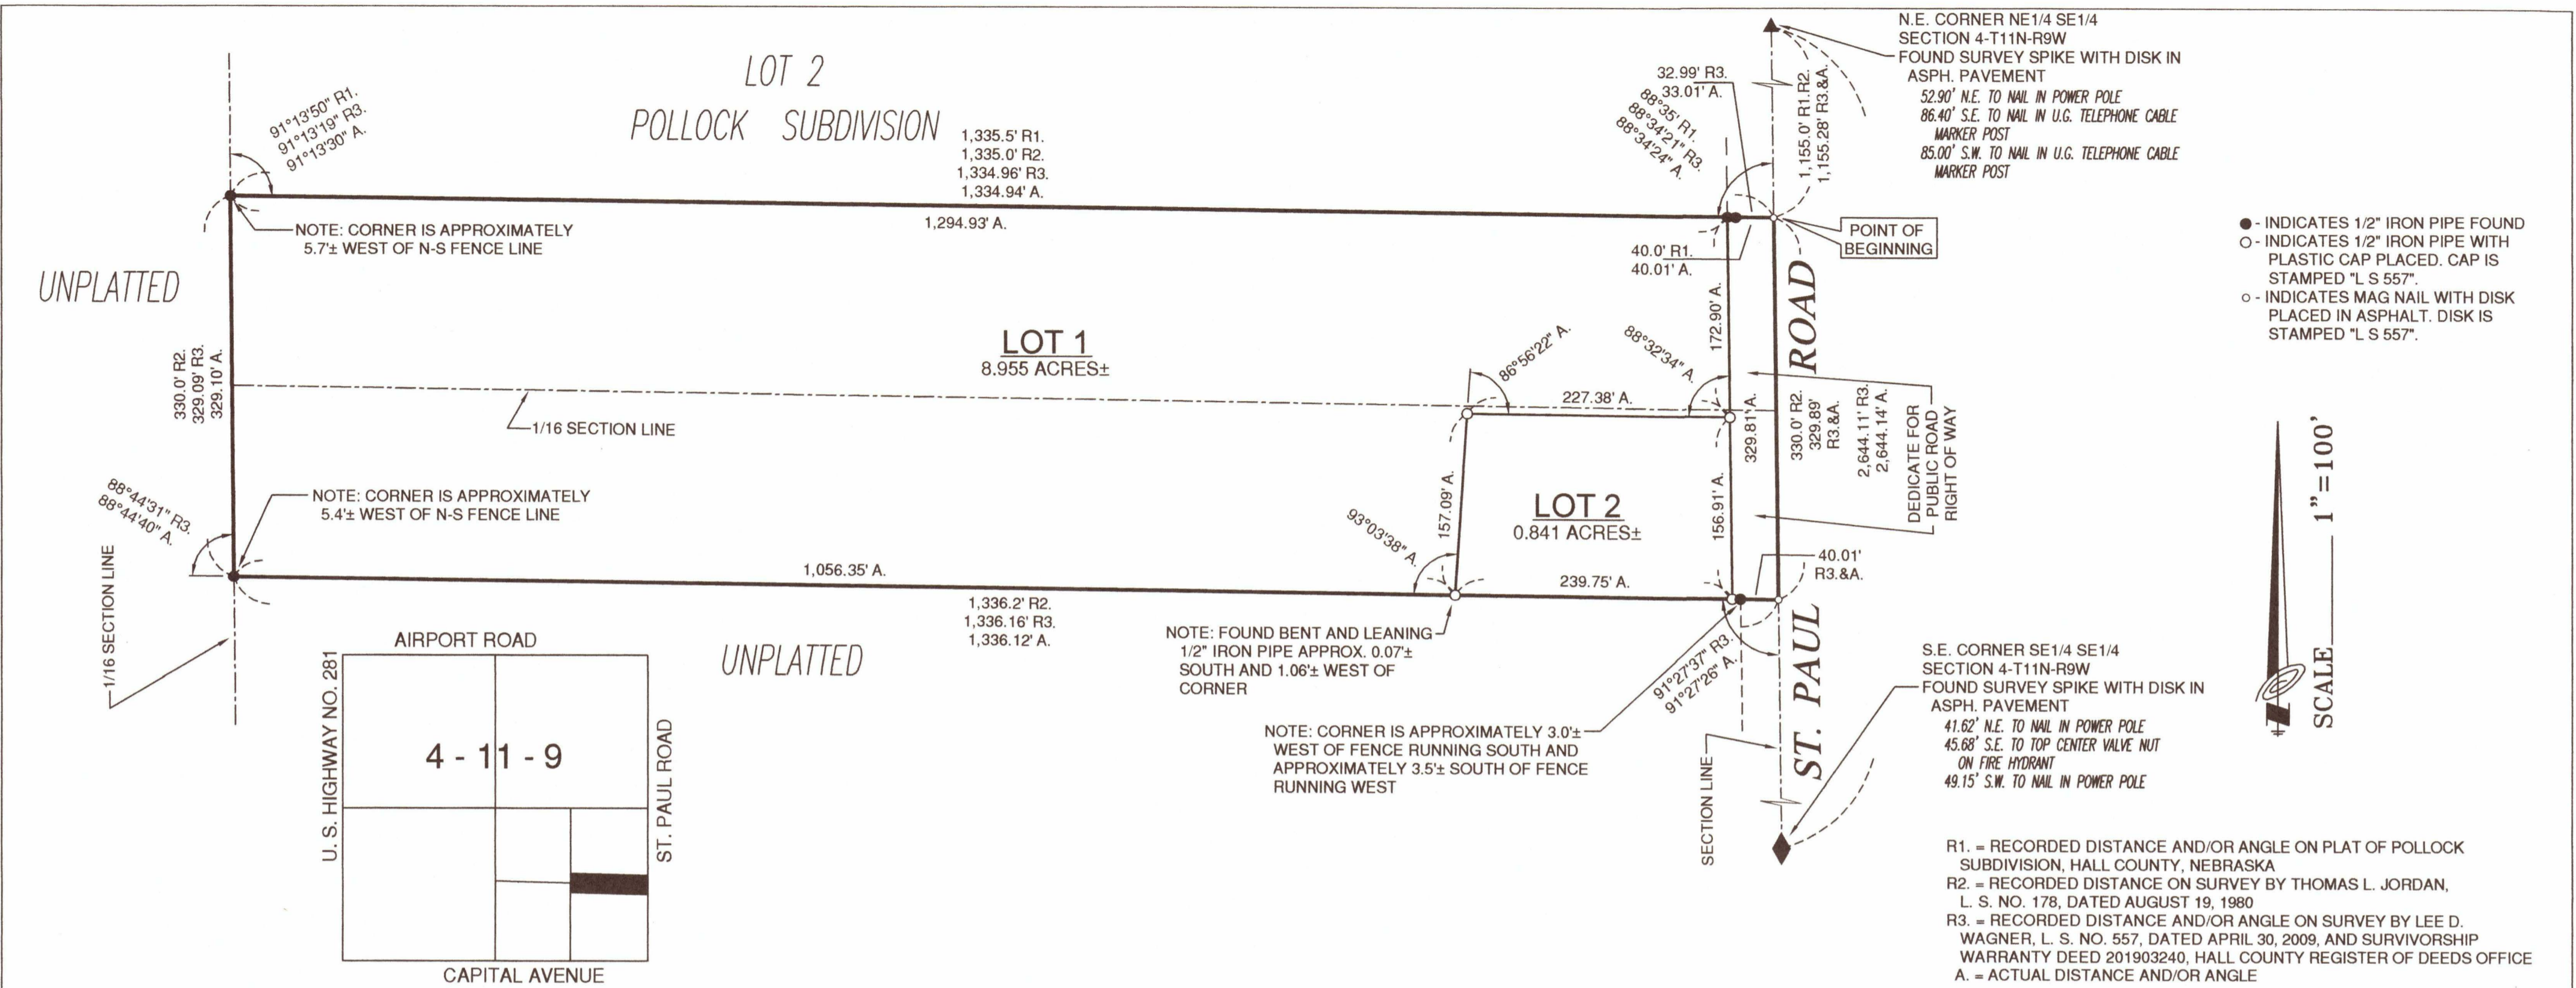 LOT 2
POLLOCK SUBDIVISION
91°13'50" R1.
91°13'19" R3.
91°13'30" A.
1,335.5' R1.
1,335.0' R2.
1,334.96' R3.
1,334.94' A.
1,294.93' A.
NOTE: CORNER IS APPROXIMATELY
5.7'± WEST OF N-S FENCE LINE
UNPLATTED
32.99' R3.
33.01' A.
88°35' R1.
88°34'21" R3.
88°34'24" A.
1,155.0' R1.R2.
1,155.28' R3.&A.
N.E. CORNER NE1/4 SE1/4
SECTION 4-T11N-R9W
FOUND SURVEY SPIKE WITH DISK IN
ASPH. PAVEMENT
52.90' N.E. TO NAIL IN POWER POLE
86.40' S.E. TO NAIL IN U.G. TELEPHONE CABLE
MARKER POST
85.00' S.W. TO NAIL IN U.G. TELEPHONE CABLE
MARKER POST
POINT OF
BEGINNING
40.0' R1.
40.01' A.
● - INDICATES 1/2" IRON PIPE FOUND
○ - INDICATES 1/2" IRON PIPE WITH
PLASTIC CAP PLACED. CAP IS
STAMPED "L S 557".
○ - INDICATES MAG NAIL WITH DISK
PLACED IN ASPHALT. DISK IS
STAMPED "L S 557".
LOT 1
8.955 ACRES±
330.0' R2.
329.09' R3.
329.10' A.
1/16 SECTION LINE
86°56'22" A.
88°32'34" A.
172.90' A.
227.38' A.
329.81' A.
330.0' R2.
329.89'
R3.&A.
2,644.11' R3.
2,644.14' A.
DEDICATE FOR
PUBLIC ROAD
RIGHT OF WAY
ST. PAUL ROAD
88°44'31" R3.
88°44'40" A.
NOTE: CORNER IS APPROXIMATELY
5.4'± WEST OF N-S FENCE LINE
157.09' A.
93°03'38" A.
LOT 2
0.841 ACRES±
156.91' A.
40.01'
R3.&A.
1/16 SECTION LINE
1,056.35' A.
239.75' A.
1,336.2' R2.
1,336.16' R3.
1,336.12' A.
UNPLATTED
NOTE: FOUND BENT AND LEANING
1/2" IRON PIPE APPROX. 0.07'±
SOUTH AND 1.06'± WEST OF
CORNER
91°27'37" R3.
91°27'26" A.
NOTE: CORNER IS APPROXIMATELY 3.0'±
WEST OF FENCE RUNNING SOUTH AND
APPROXIMATELY 3.5'± SOUTH OF FENCE
RUNNING WEST
SECTION LINE
S.E. CORNER SE1/4 SE1/4
SECTION 4-T11N-R9W
FOUND SURVEY SPIKE WITH DISK IN
ASPH. PAVEMENT
41.62' N.E. TO NAIL IN POWER POLE
45.68' S.E. TO TOP CENTER VALVE NUT
ON FIRE HYDRANT
49.15' S.W. TO NAIL IN POWER POLE
SCALE 1"=100'
AIRPORT ROAD
U. S. HIGHWAY NO. 281
4 - 11 - 9
ST. PAUL ROAD
CAPITAL AVENUE
R1. = RECORDED DISTANCE AND/OR ANGLE ON PLAT OF POLLOCK
SUBDIVISION, HALL COUNTY, NEBRASKA
R2. = RECORDED DISTANCE ON SURVEY BY THOMAS L. JORDAN,
L. S. NO. 178, DATED AUGUST 19, 1980
R3. = RECORDED DISTANCE AND/OR ANGLE ON SURVEY BY LEE D.
WAGNER, L. S. NO. 557, DATED APRIL 30, 2009, AND SURVIVORSHIP
WARRANTY DEED 201903240, HALL COUNTY REGISTER OF DEEDS OFFICE
A. = ACTUAL DISTANCE AND/OR ANGLE